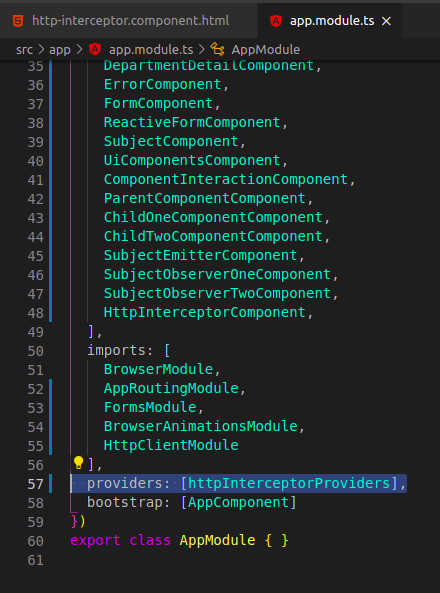 http-interceptor.component.html app.module.ts
src > app > app.module.ts > AppModule
35 DepartmentDetailComponent,
36 ErrorComponent,
37 FormComponent,
38 ReactiveFormComponent,
39 SubjectComponent,
40 UiComponentsComponent,
41 ComponentInteractionComponent,
42 ParentComponentComponent,
43 ChildOneComponentComponent,
44 ChildTwoComponentComponent,
45 SubjectEmitterComponent,
46 SubjectObserverOneComponent,
47 SubjectObserverTwoComponent,
48 HttpInterceptorComponent,
49 ],
50 imports: [
51 BrowserModule,
52 AppRoutingModule,
53 FormsModule,
54 BrowserAnimationsModule,
55 HttpClientModule
56 ],
57 providers: [httpInterceptorProviders],
58 bootstrap: [AppComponent]
59 })
60 export class AppModule { }
61